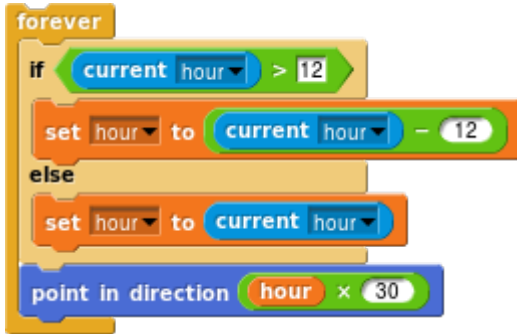 forever
if current hour > 12
set hour to current hour - 12
else
set hour to current hour
point in direction hour × 30